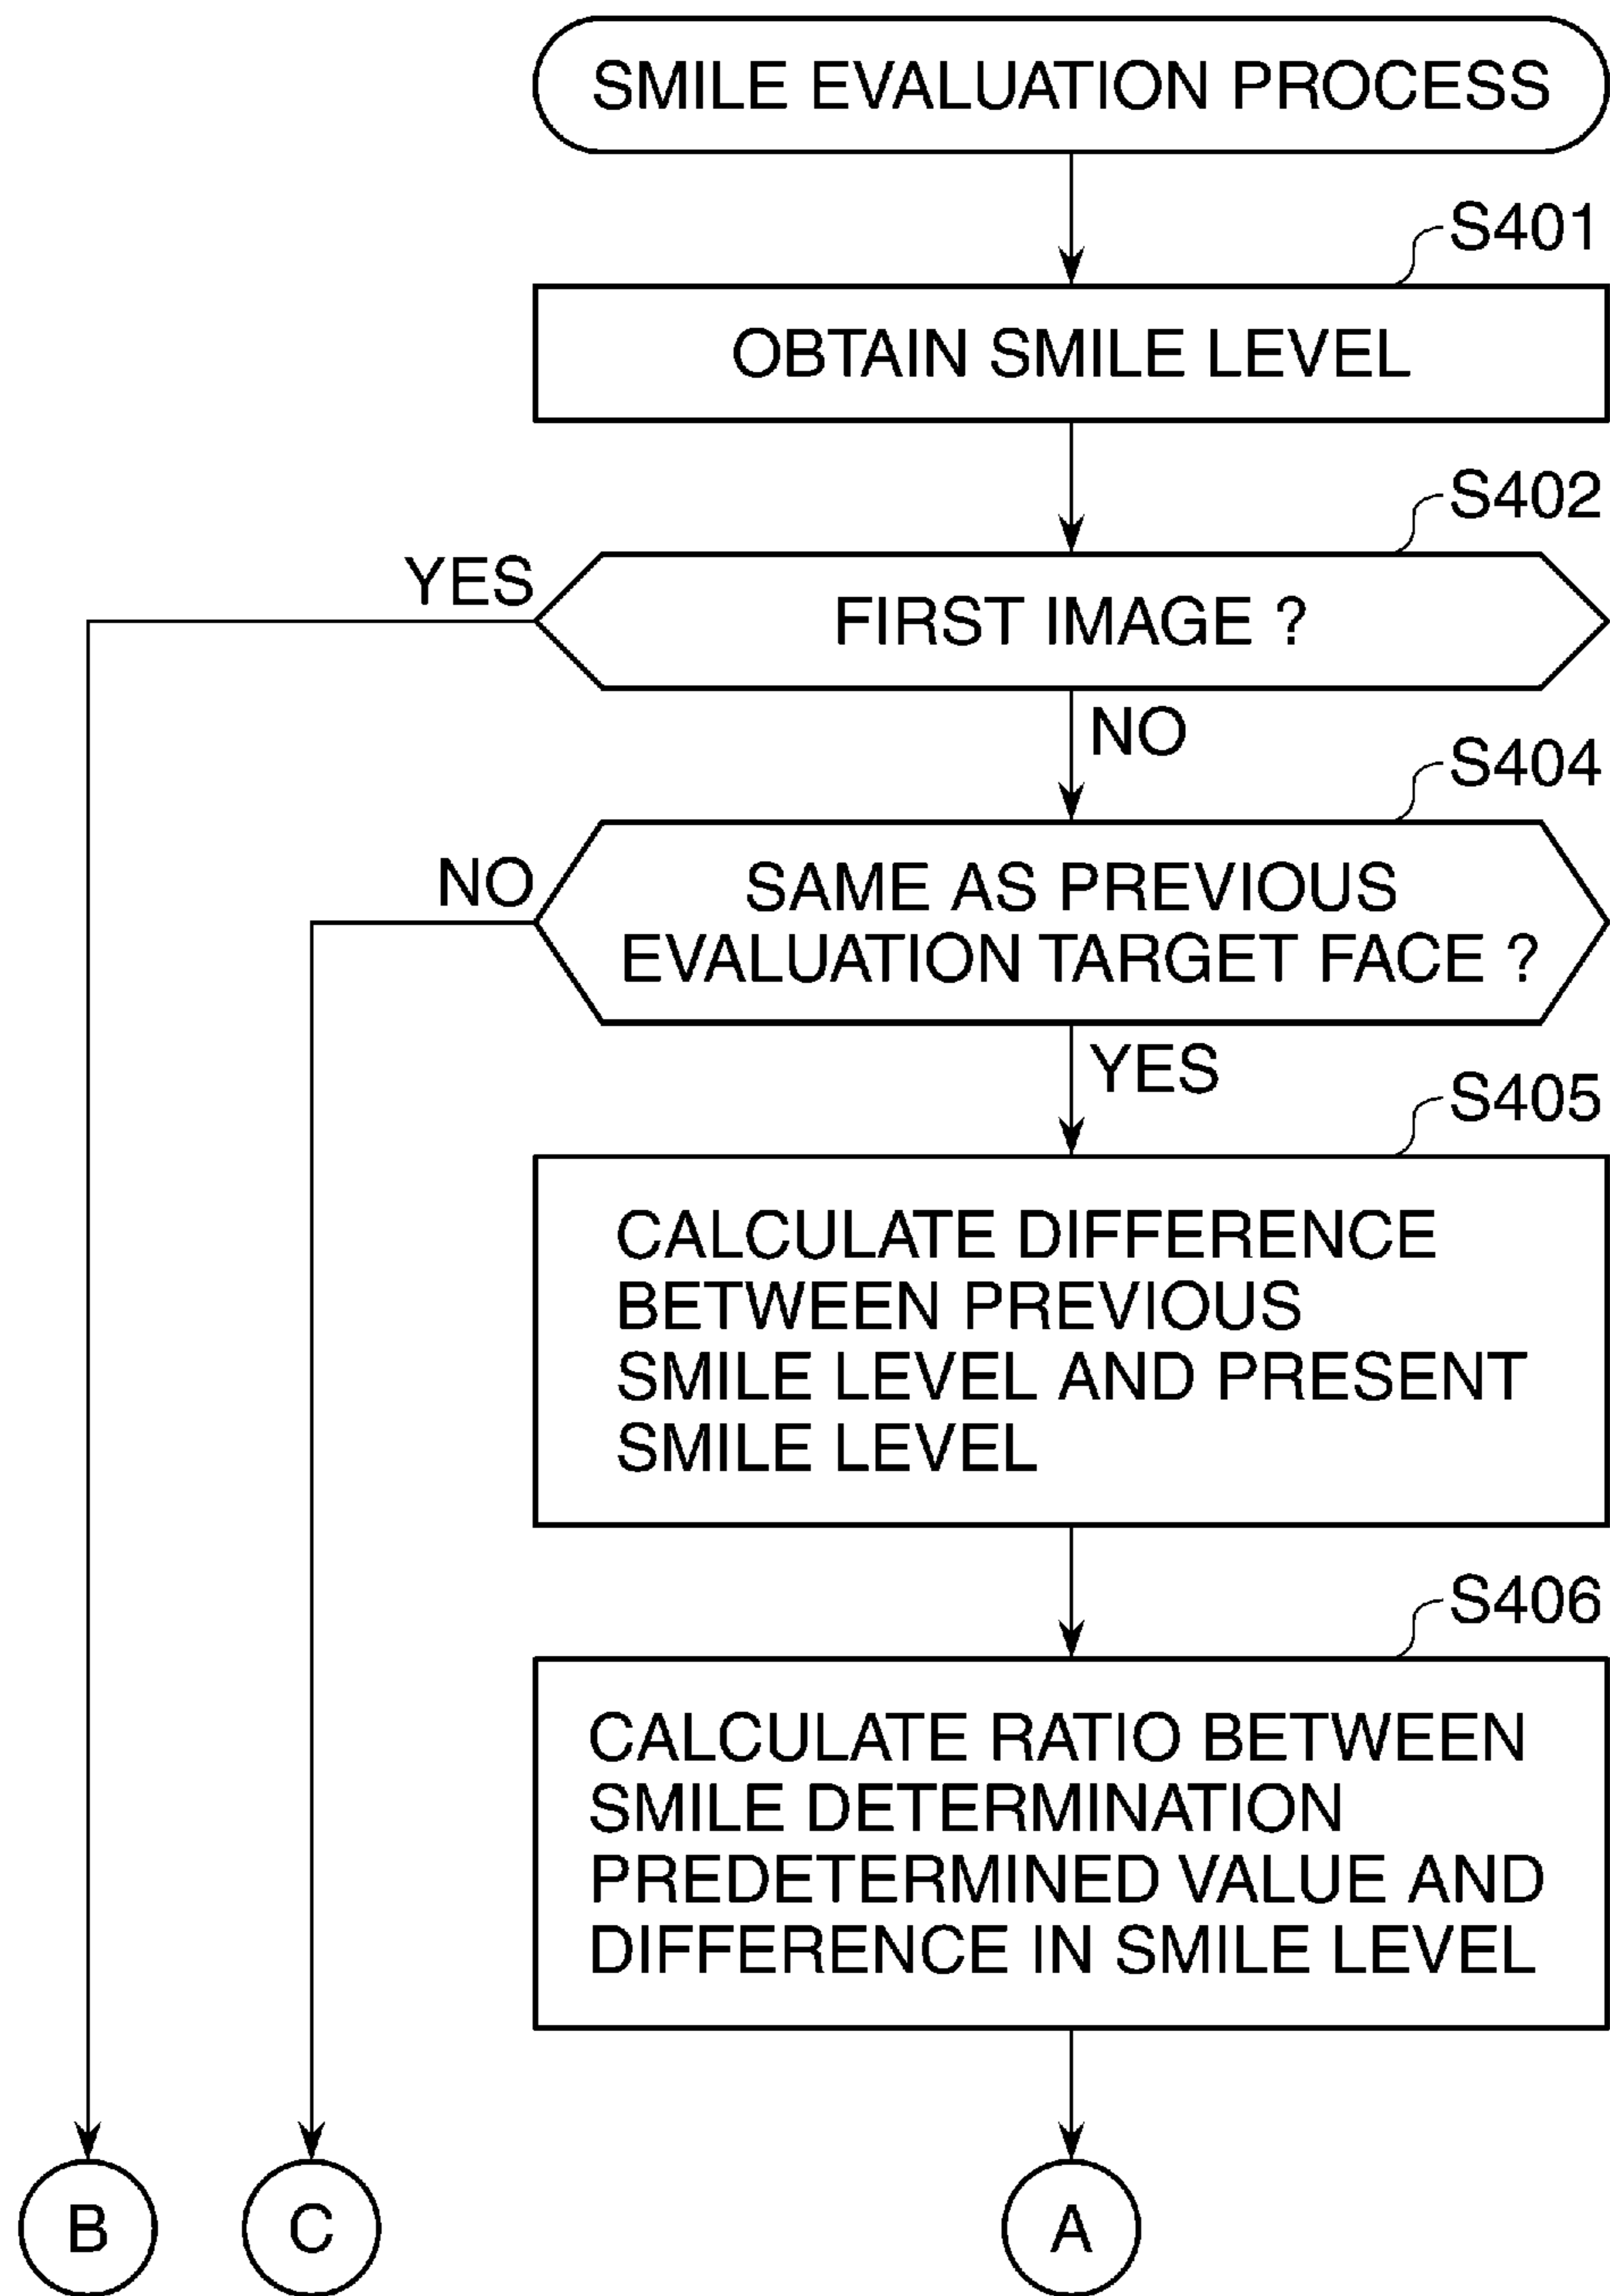 SMILE EVALUATION PROCESS
S401
OBTAIN SMILE LEVEL
S402
YES
FIRST IMAGE ?
NO
S404
NO
SAME AS PREVIOUS
EVALUATION TARGET FACE ?
YES
S405
CALCULATE DIFFERENCE
BETWEEN PREVIOUS
SMILE LEVEL AND PRESENT
SMILE LEVEL
S406
CALCULATE RATIO BETWEEN
SMILE DETERMINATION
PREDETERMINED VALUE AND
DIFFERENCE IN SMILE LEVEL
B
C
A